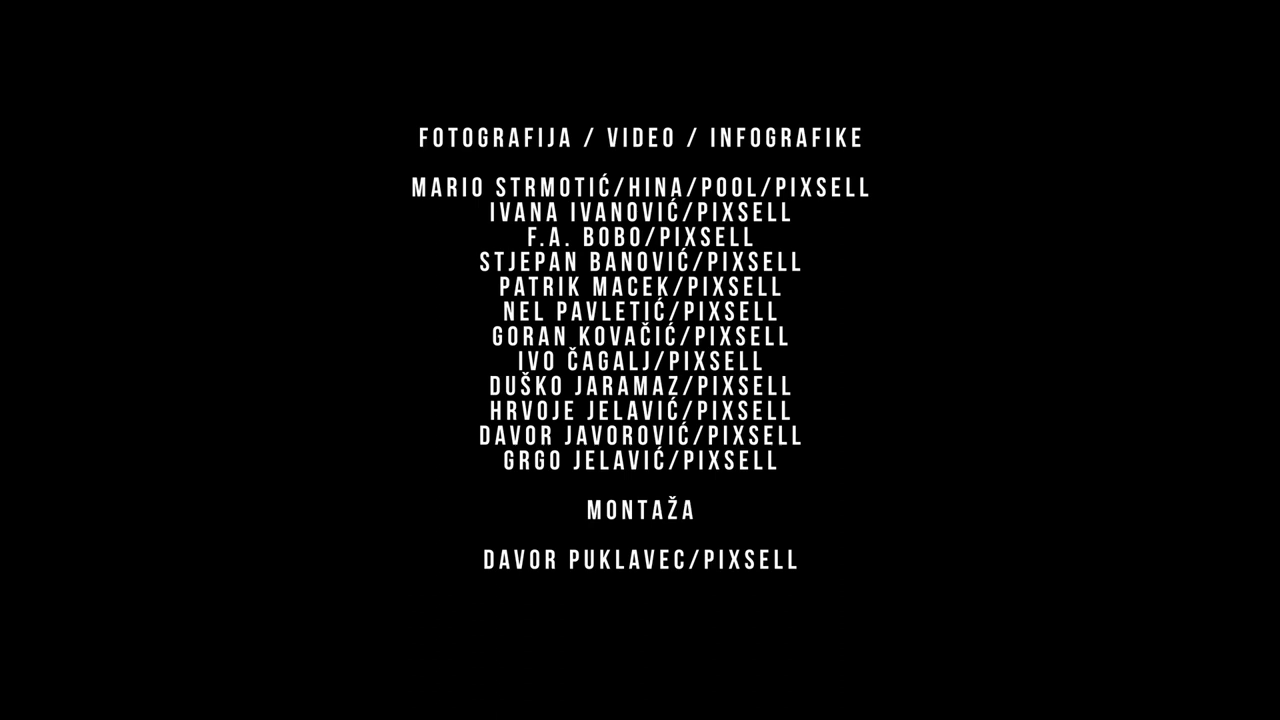 FOTOGRAFIJA / VIDEO / INFOGRAFIKE
MARIO STRMOTIĆ/HINA/POOL/PIXSELL
IVANA IVANOVIĆ/PIXSELL
F.A. BOBO/PIXSELL
STJEPAN BANOVIĆ/PIXSELL
PATRIK MACEK/PIXSELL
NEL PAVLETIĆ/PIXSELL
GORAN KOVAČIĆ/PIXSELL
IVO ČAGALJ/PIXSELL
DUŠKO JARAMAZ/PIXSELL
HRVOJE JELAVIĆ/PIXSELL
DAVOR JAVOROVIĆ/PIXSELL
GRGO JELAVIĆ/PIXSELL
MONTAŽA
DAVOR PUKLAVEC/PIXSELL